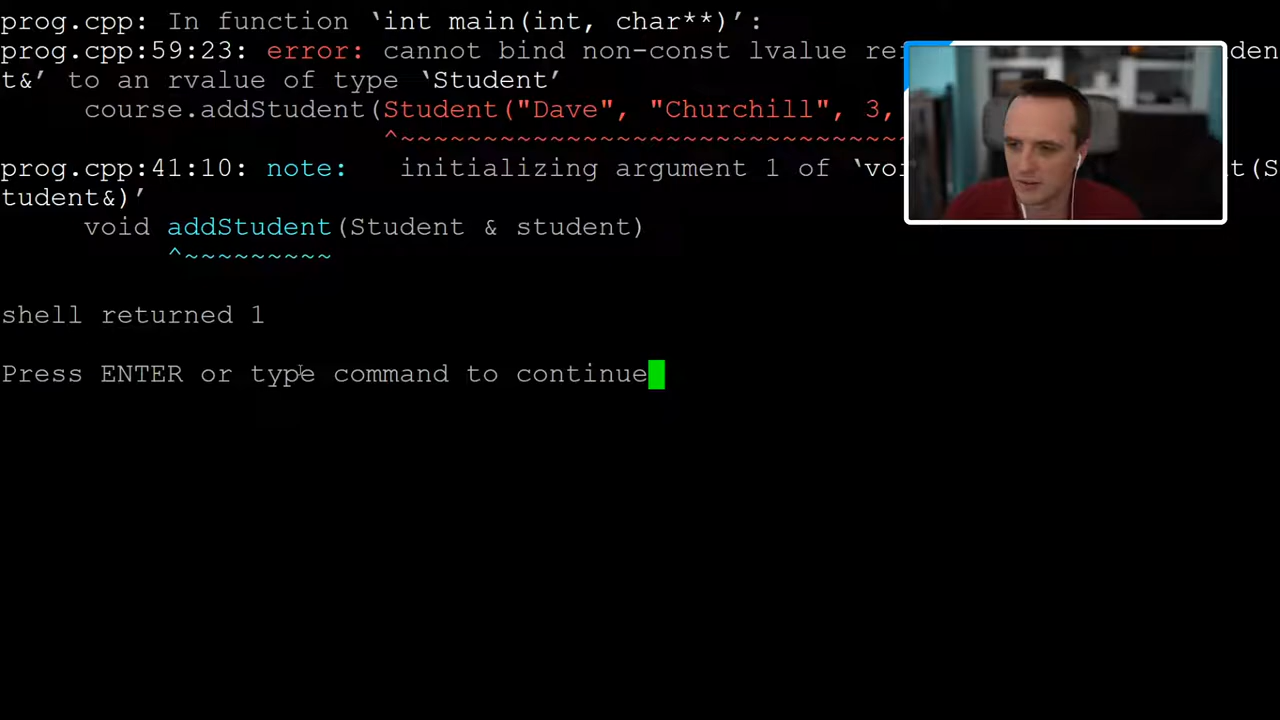 prog.cpp: In function ‘int main(int, char**)’:
prog.cpp:59:23: error: cannot bind non-const lvalue
t&’ to an rvalue of type ‘Student’
course.addStudent(Student("Dave", "Churchill", 3,
^~~~~~~~~~~~~~~~~~~~~~~~~~~~~~~
prog.cpp:41:10: note:   initializing argument 1 of
tudent&)’
void addStudent(Student & student)
^~~~~~~~~~
shell returned 1
Press ENTER or type command to continue